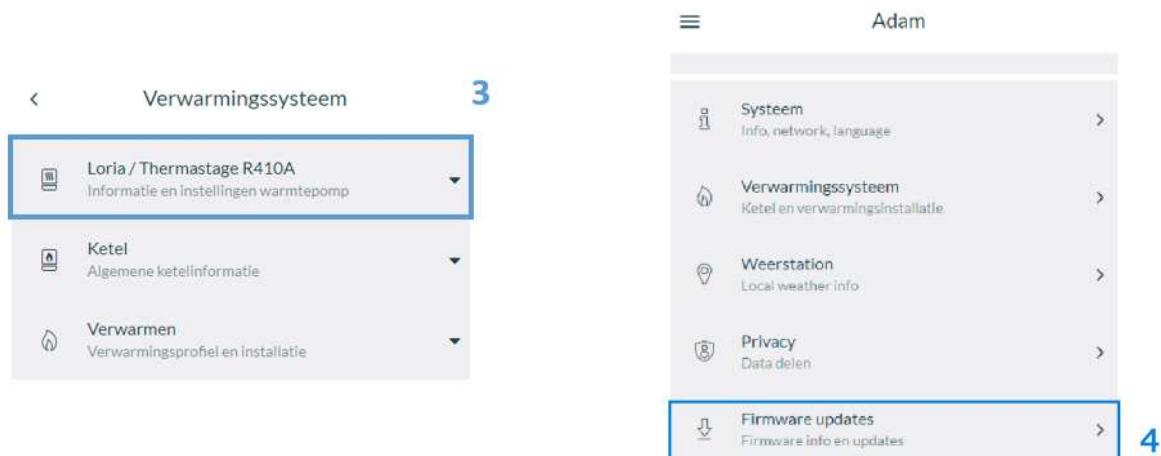 Verwarmingssysteem
3
Loria / Thermastage R410A
Informatie en instellingen warmtepomp
Ketel
Algemene ketelinformatie
Verwarmen
Verwarmingsprofiel en installatie
Adam
Systeem
Info, network, language
Verwarmingssysteem
Ketel en verwarmingsinstallatie
Weerstation
Local weather info
Privacy
Data delen
Firmware updates
Firmware info en updates
4